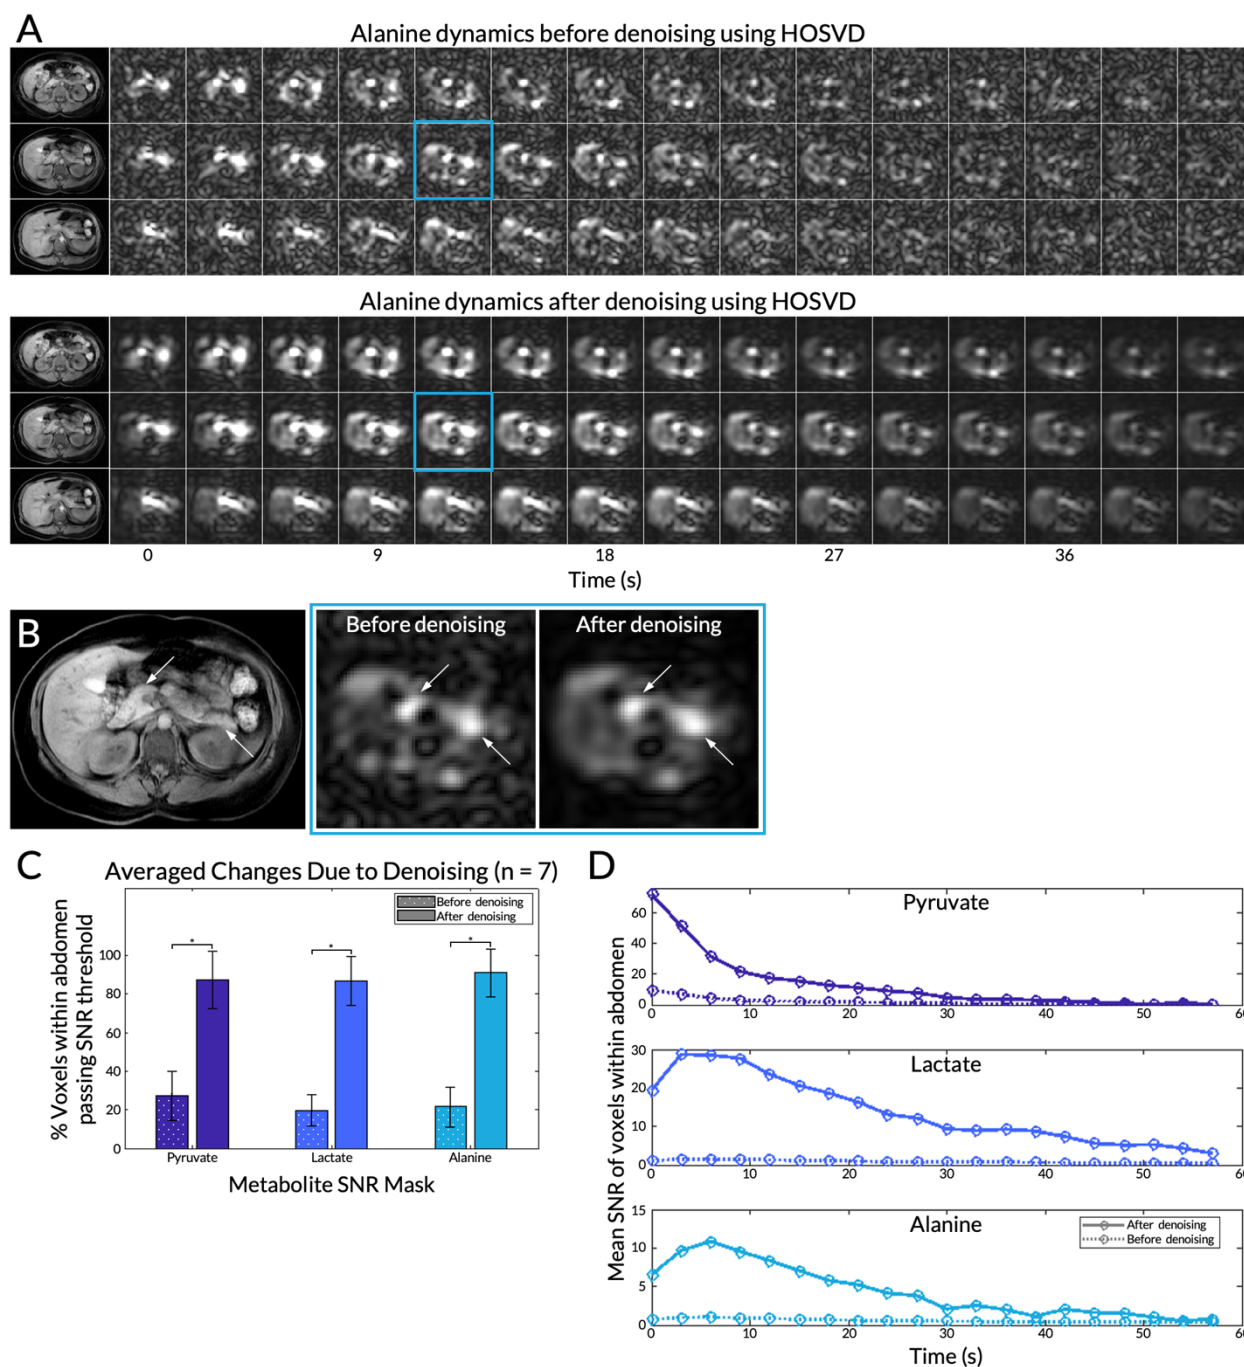 A
Alanine dynamics before denoising using HOSVD
Alanine dynamics after denoising using HOSVD
0 9 18 27 36
Time (s)
B
Before denoising
After denoising
C
Averaged Changes Due to Denoising (n = 7)
Before denoising
After denoising
% Voxels within abdomen
passing SNR threshold
100
80
60
40
20
0
*
*
*
Pyruvate Lactate Alanine
Metabolite SNR Mask
D
Mean SNR of voxels within abdomen
Pyruvate
60
40
20
0
0 10 20 30 40 50 60
Lactate
30
20
10
0
0 10 20 30 40 50 60
Alanine
After denoising
Before denoising
15
10
5
0
0 10 20 30 40 50 60
Time (s)